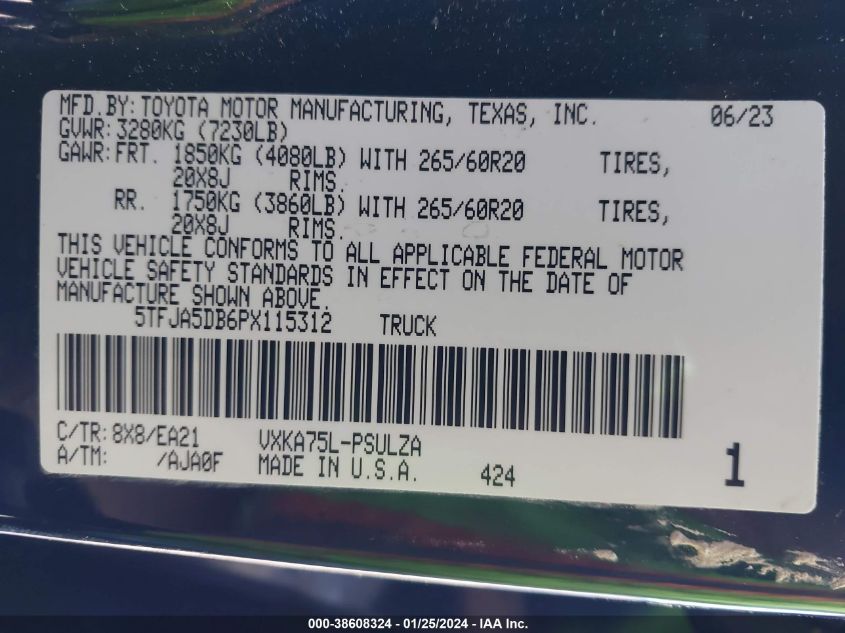 MFD.BY: TOYOTA MOTOR MANUFACTURING, TEXAS, INC. 06/23
GVWR: 3280KG (7230LB)
GAWR: FRT. 1850KG (4080LB) WITH 265/60R20 TIRES,
20X8J RIMS.
RR. 1750KG (3860LB) WITH 265/60R20 TIRES,
20X8J RIMS.
THIS VEHICLE CONFORMS TO ALL APPLICABLE FEDERAL MOTOR
VEHICLE SAFETY STANDARDS IN EFFECT ON THE DATE OF
MANUFACTURE SHOWN ABOVE.
5TFJA5DB6PX115312 TRUCK
C/TR: 8X8/EA21 VXKA75L-PSULZA
A/TM: /AJA0F MADE IN U.S.A. 424 1
000-38608324 - 01/25/2024 - IAA Inc.